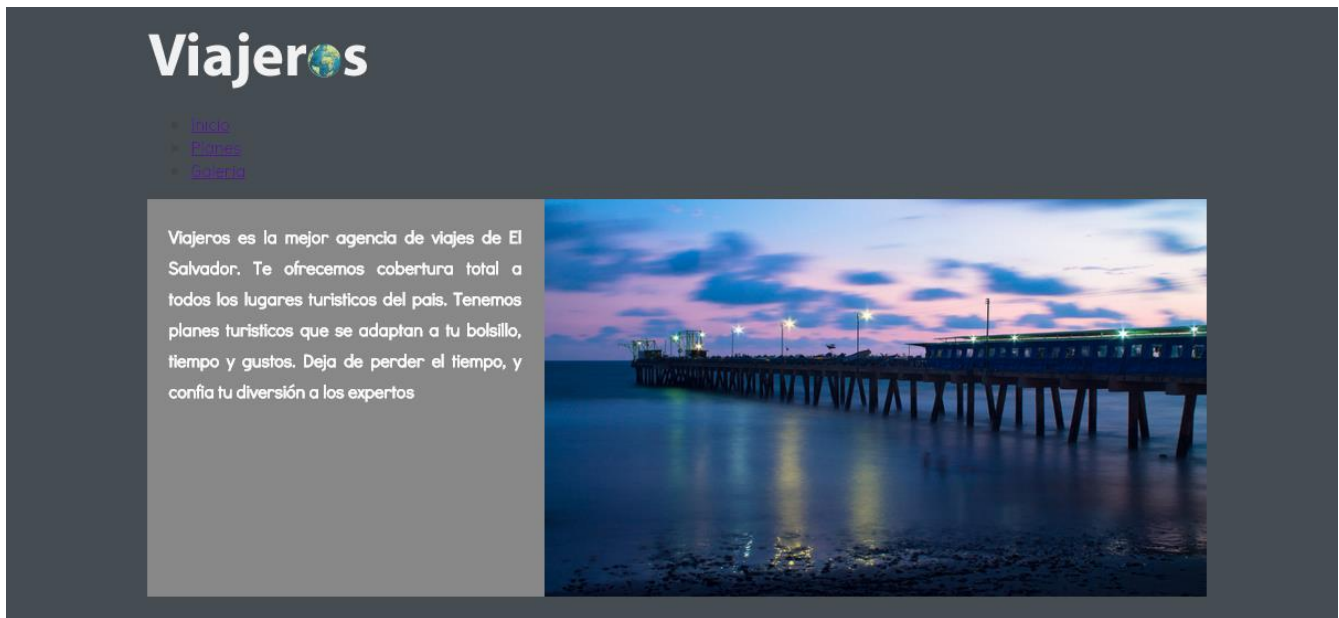 Viajeros
Inicio
Planes
Galeria
Viajeros es la mejor agencia de viajes de El
Salvador. Te ofrecemos cobertura total a
todos los lugares turisticos del pais. Tenemos
planes turisticos que se adaptan a tu bolsillo,
tiempo y gustos. Deja de perder el tiempo, y
confia tu diversión a los expertos